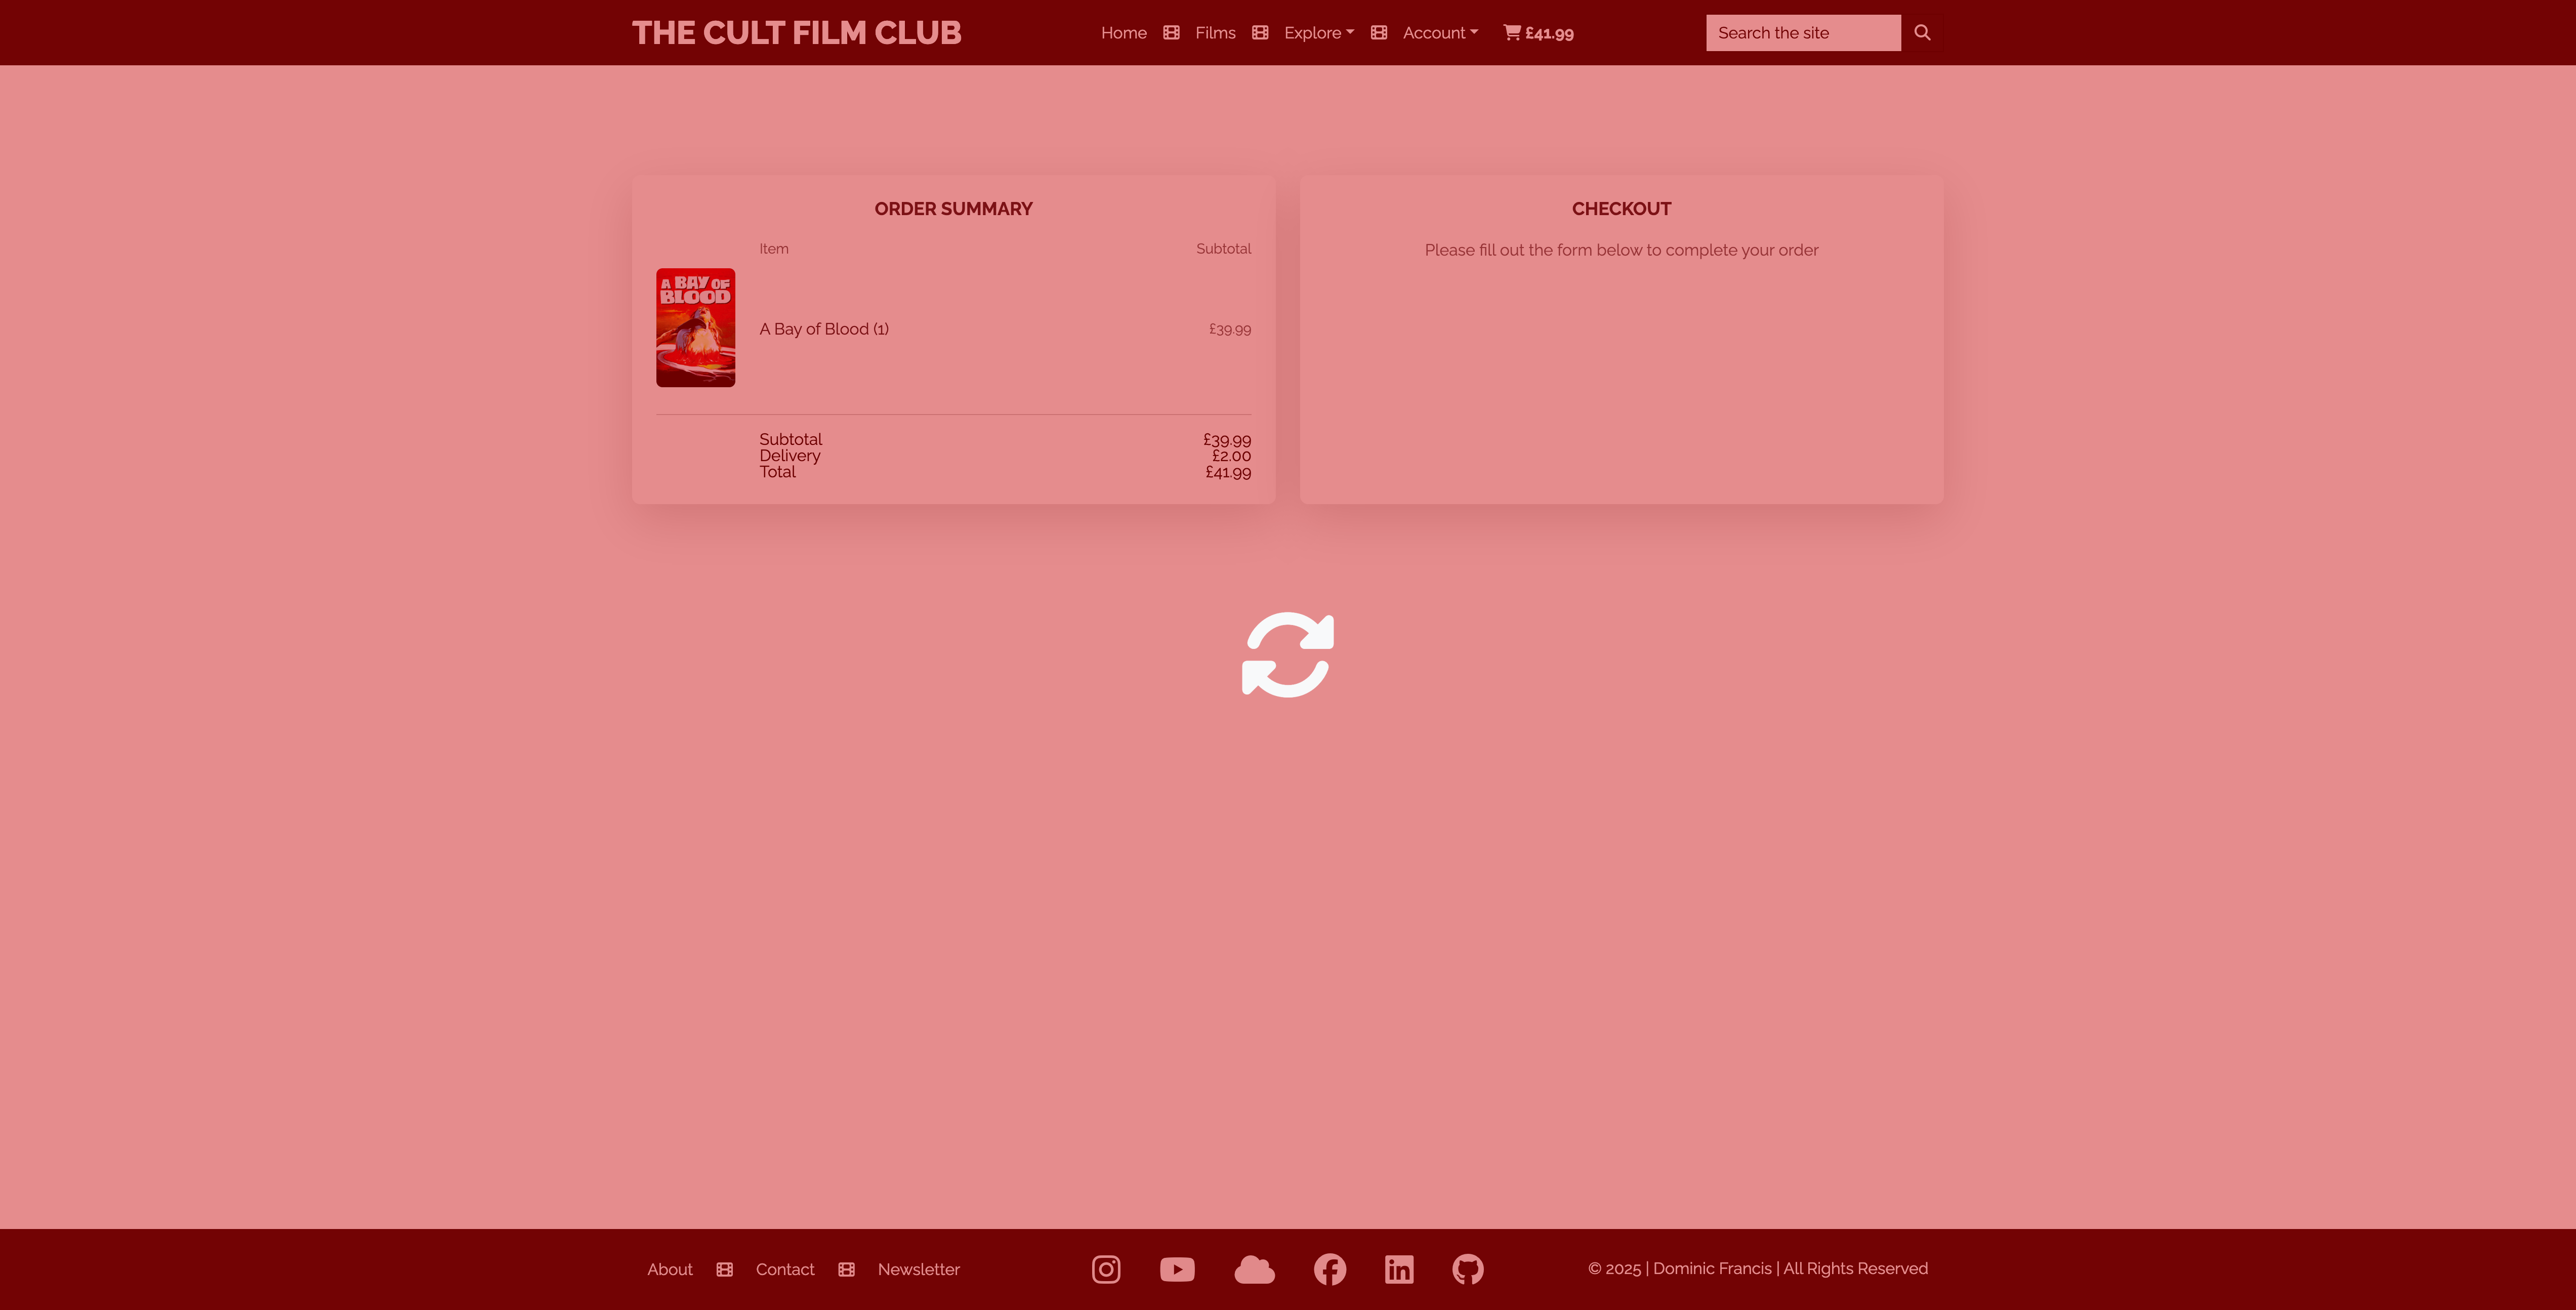 THE CULT FILM CLUB
Home Films Explore Account £41.99
Search the site
ORDER SUMMARY
Item Subtotal
A BAY OF
BLOOD
A Bay of Blood (1) £39.99
Subtotal £39.99
Delivery £2.00
Total £41.99
CHECKOUT
Please fill out the form below to complete your order
About Contact Newsletter
© 2025 | Dominic Francis | All Rights Reserved